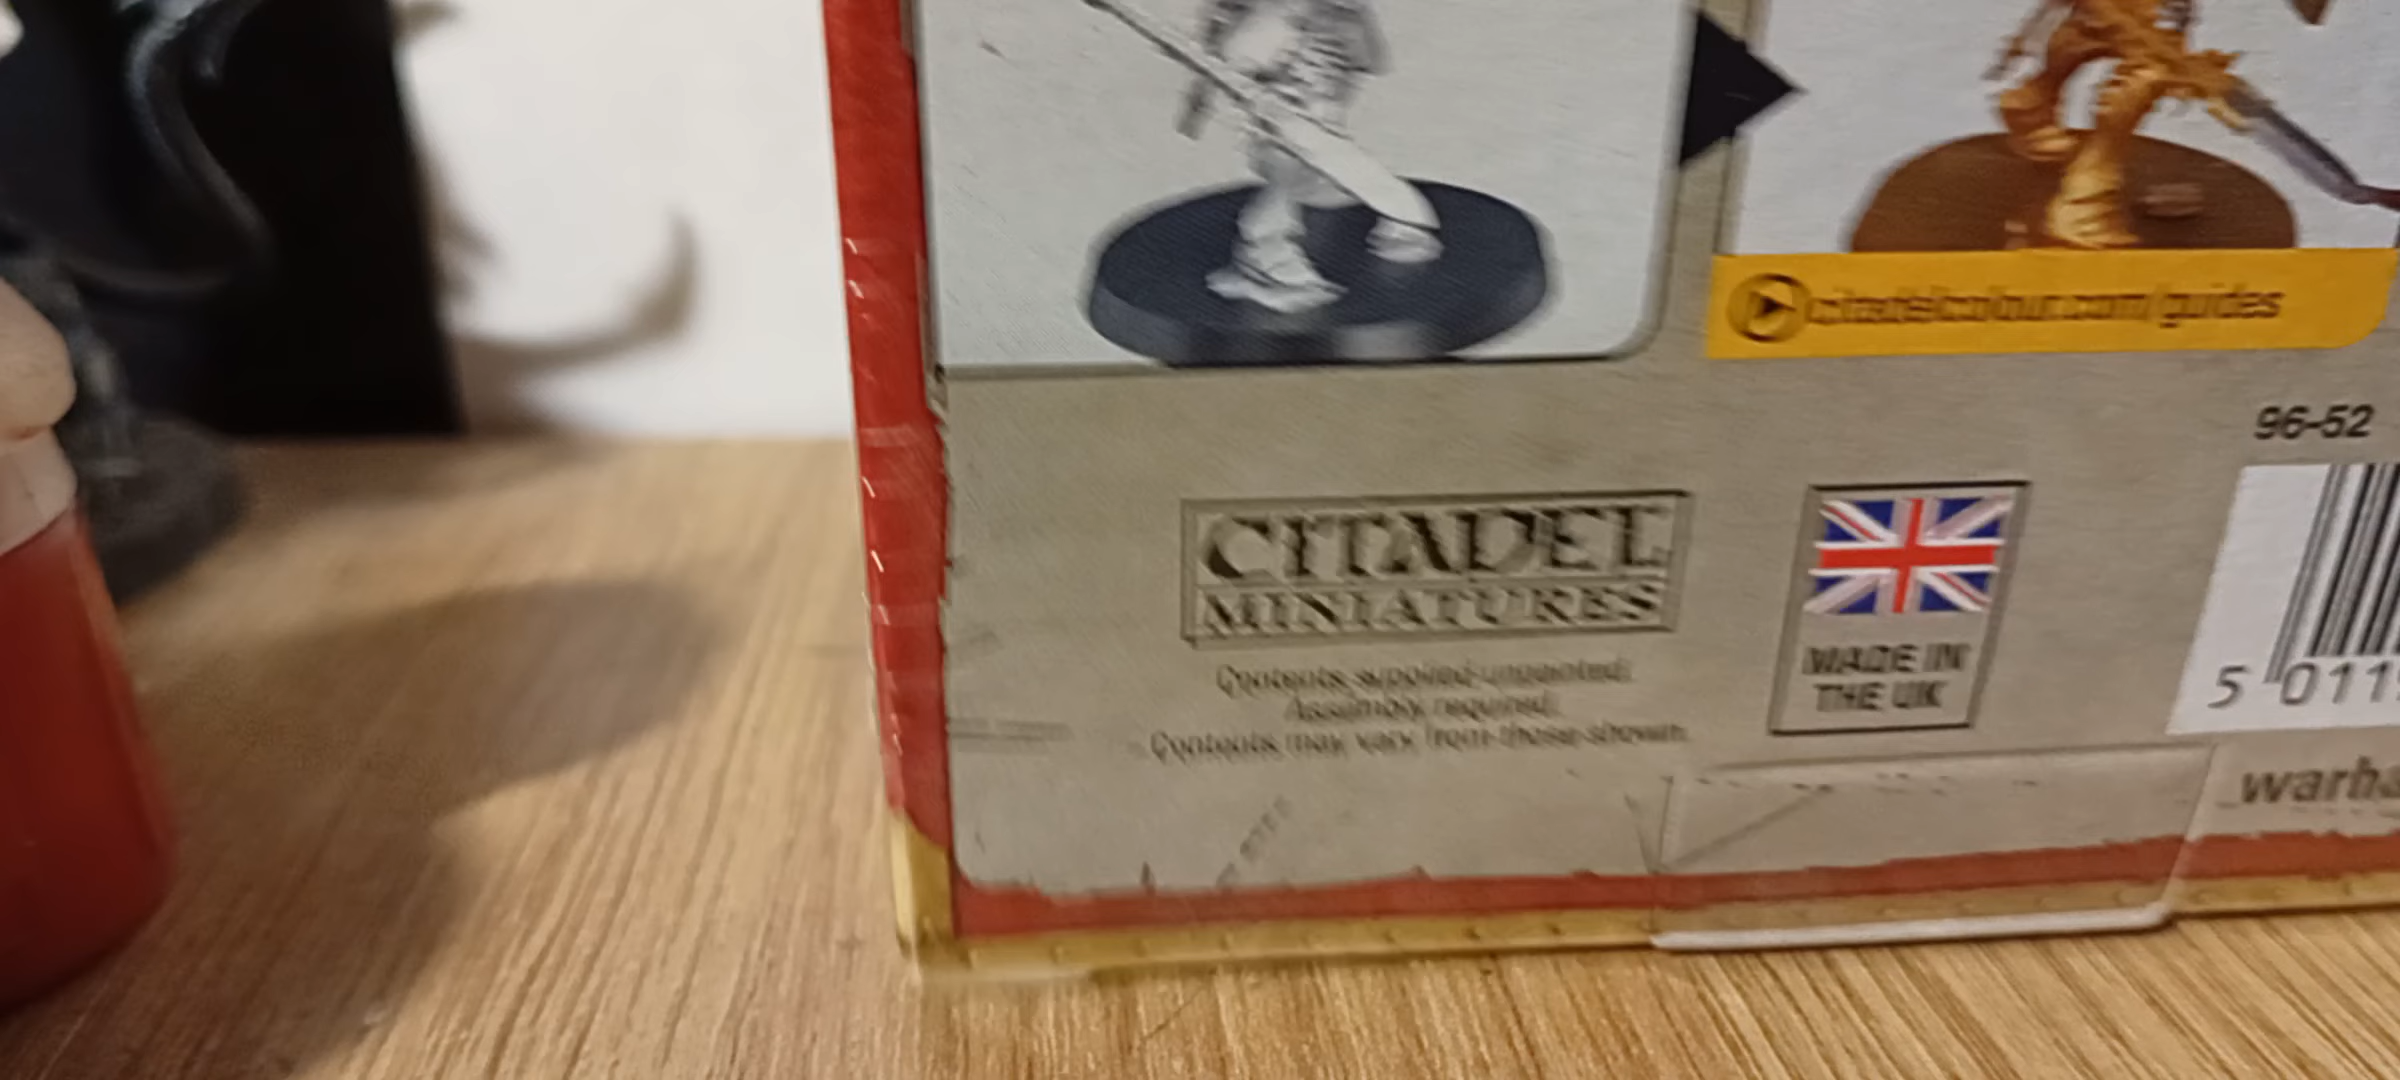 citadelcolour.com/guides
96-52
CITADEL
MINIATURES
Contents supplied unpainted.
Assembly required.
Contents may vary from those shown.
MADE IN
THE UK
5 011
warha